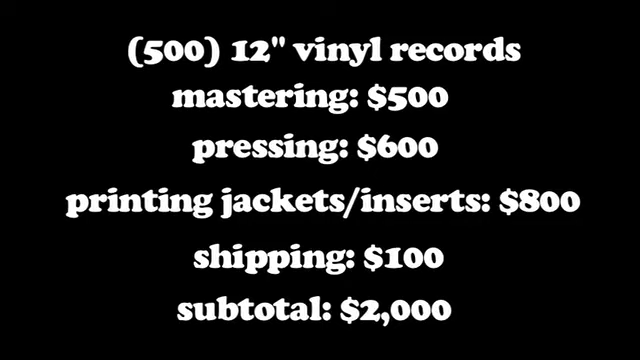 (500) 12" vinyl records
mastering: $500
pressing: $600
printing jackets/inserts: $800
shipping: $100
subtotal: $2,000